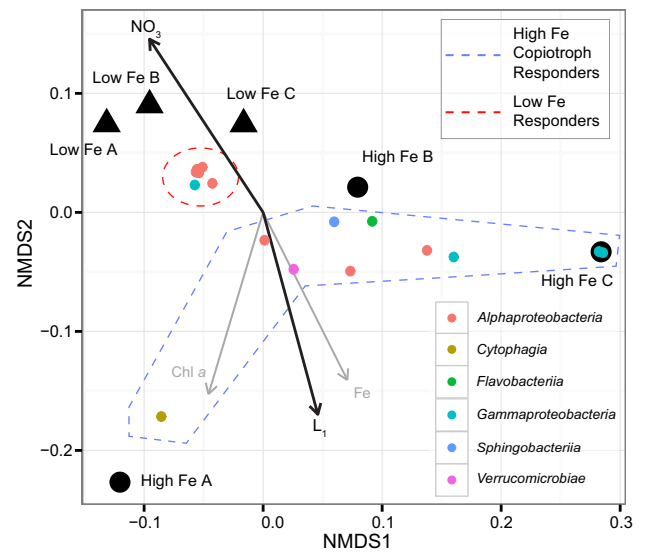 NO3
High Fe
Copiotroph
Responders
Low Fe
Responders
Low Fe B
Low Fe C
Low Fe A
High Fe B
High Fe C
High Fe A
Chl a
Fe
L1
Alphaproteobacteria
Cytophagia
Flavobacteriia
Gammaproteobacteria
Sphingobacteriia
Verrucomicrobiae
0.1
0.0
−0.1
−0.2
NMDS2
−0.1
0.0
0.1
0.2
0.3
NMDS1